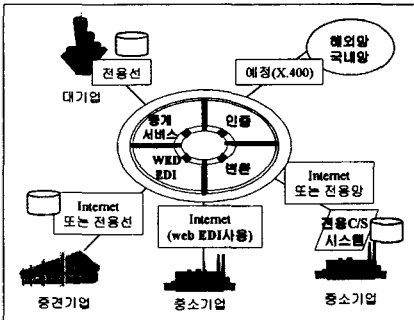 해외망
국내망
전용선
예정(X.400)
대기업
중계
서비스
인증
WED
EDI
변환
Internet
또는 전용선
Internet
(web EDI사용)
Internet
또는 전용망
전용C/S
시스템
중견기업
중소기업
중소기업